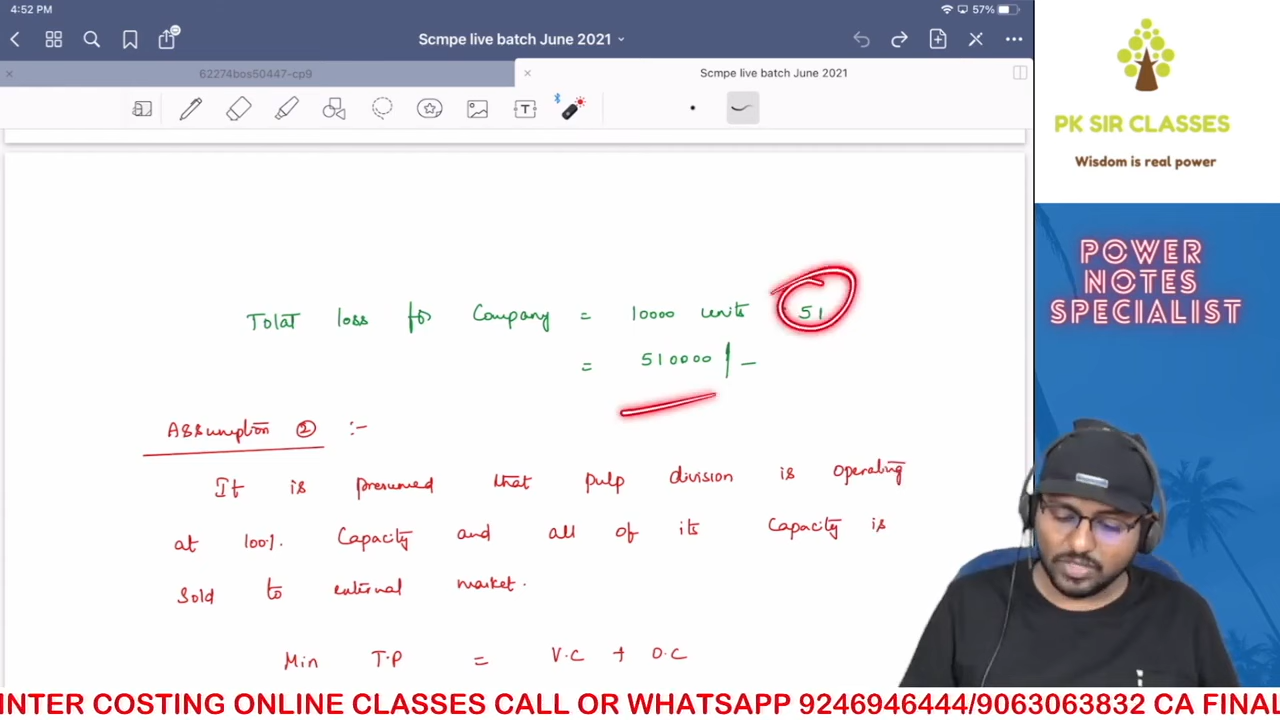 4:52 PM
57%
Scmpe live batch June 2021
62274bos50447-cp9
Scmpe live batch June 2021
T
PK SIR CLASSES
Wisdom is real power
POWER
NOTES
SPECIALIST
Total loss for Company = 10000 units 51
= 510000/-
Assumption ② :-
It is presumed that pulp division is operating
at 100%. Capacity and all of its Capacity is
Sold to external market.
Min T.P = V.C + O.C
INTER COSTING ONLINE CLASSES CALL OR WHATSAPP 9246946444/9063063832 CA FINAL